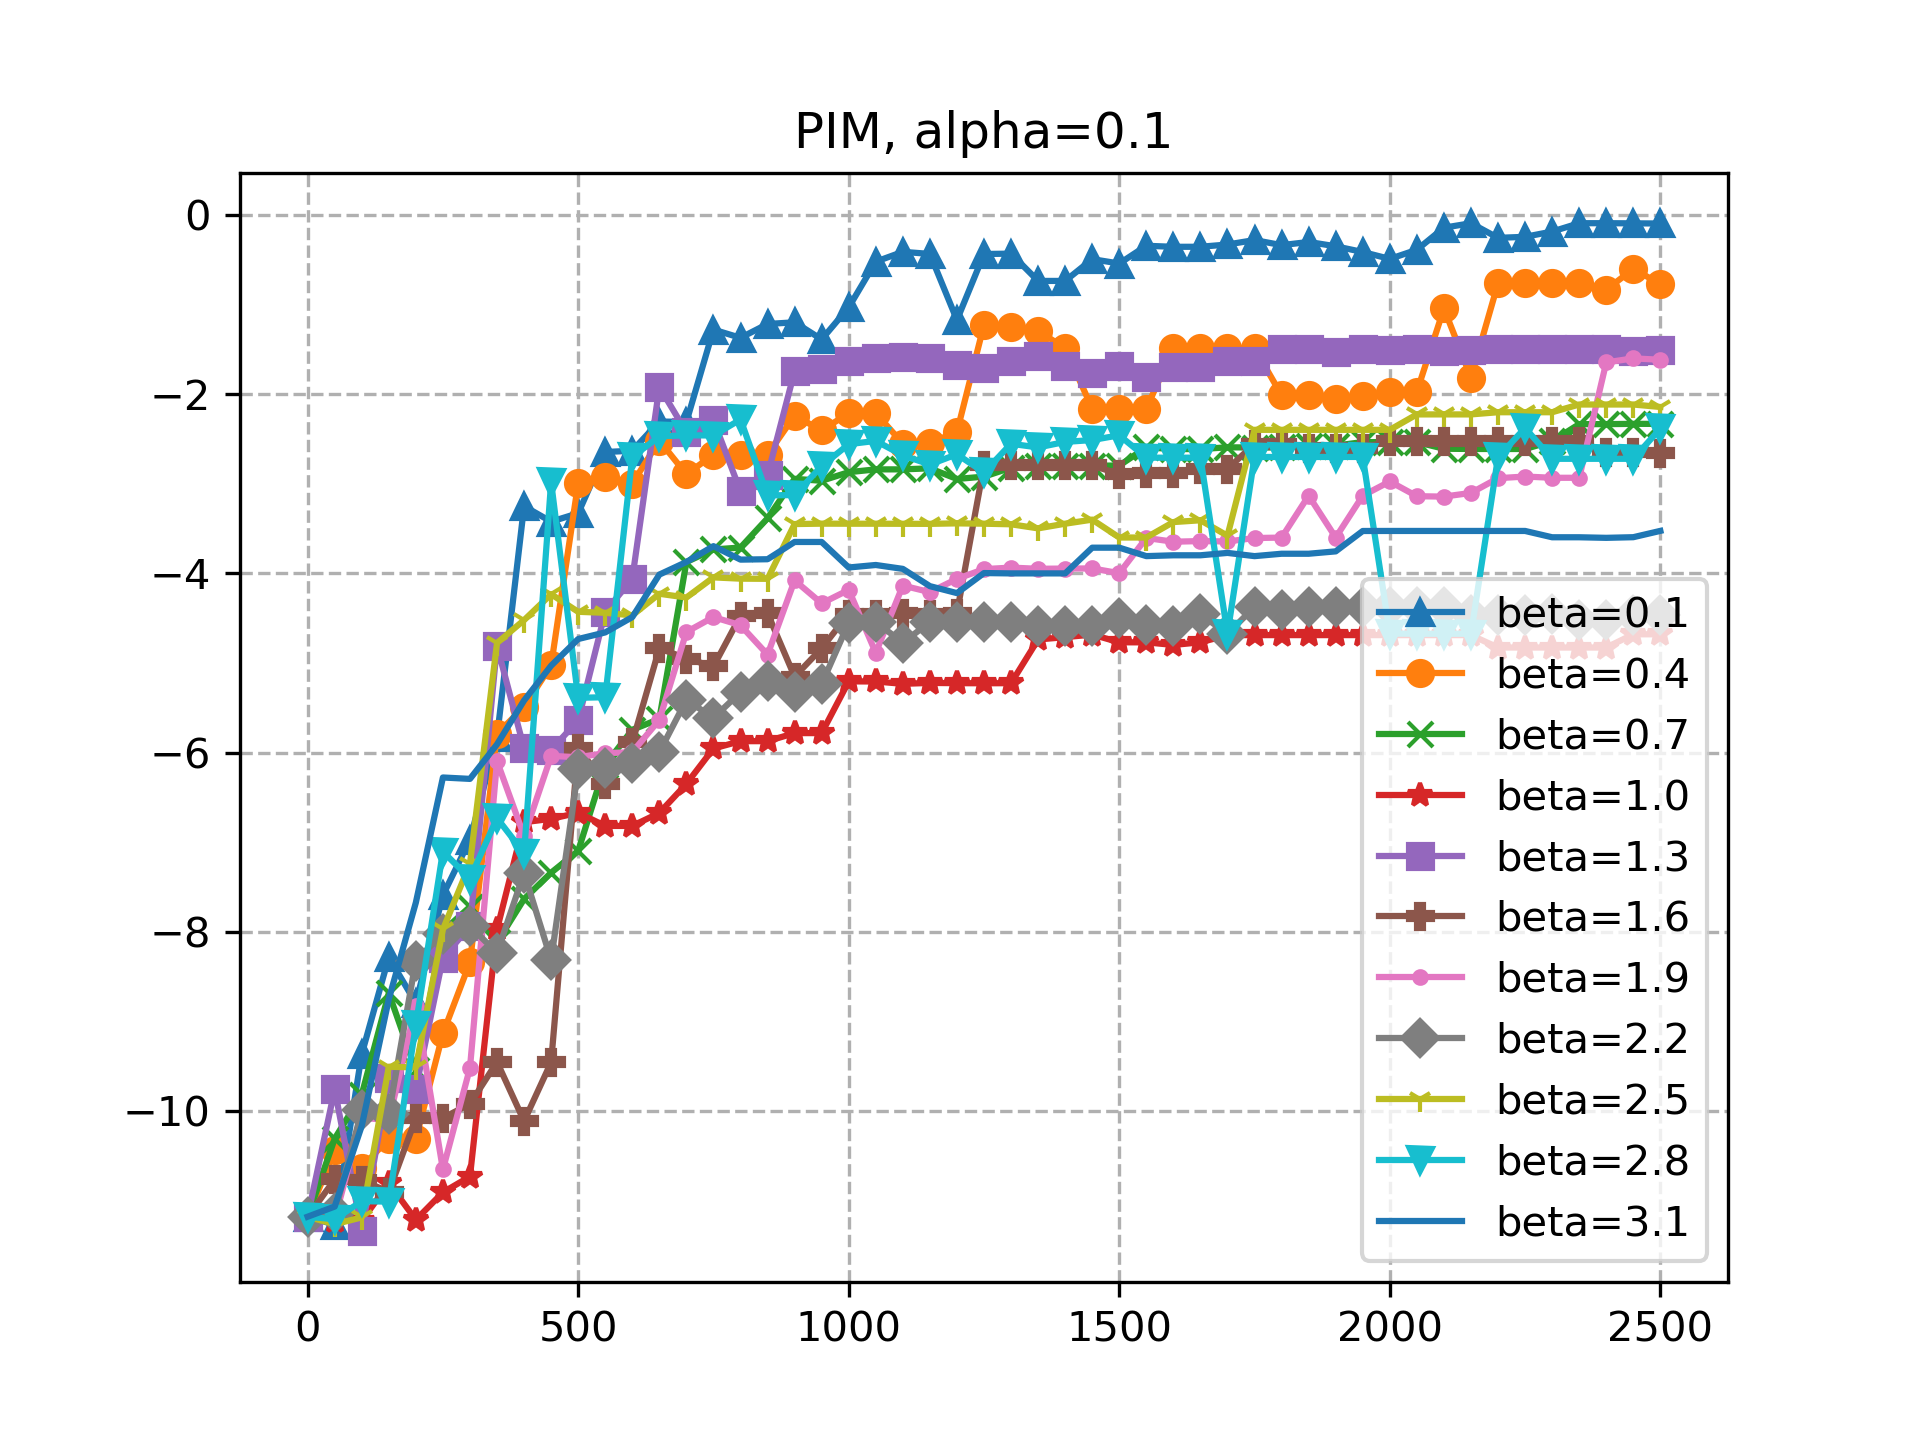 PIM, alpha=0.1
0
−2
−4
−6
−8
−10
0 500 1000 1500 2000 2500
beta=0.1
beta=0.4
beta=0.7
beta=1.0
beta=1.3
beta=1.6
beta=1.9
beta=2.2
beta=2.5
beta=2.8
beta=3.1